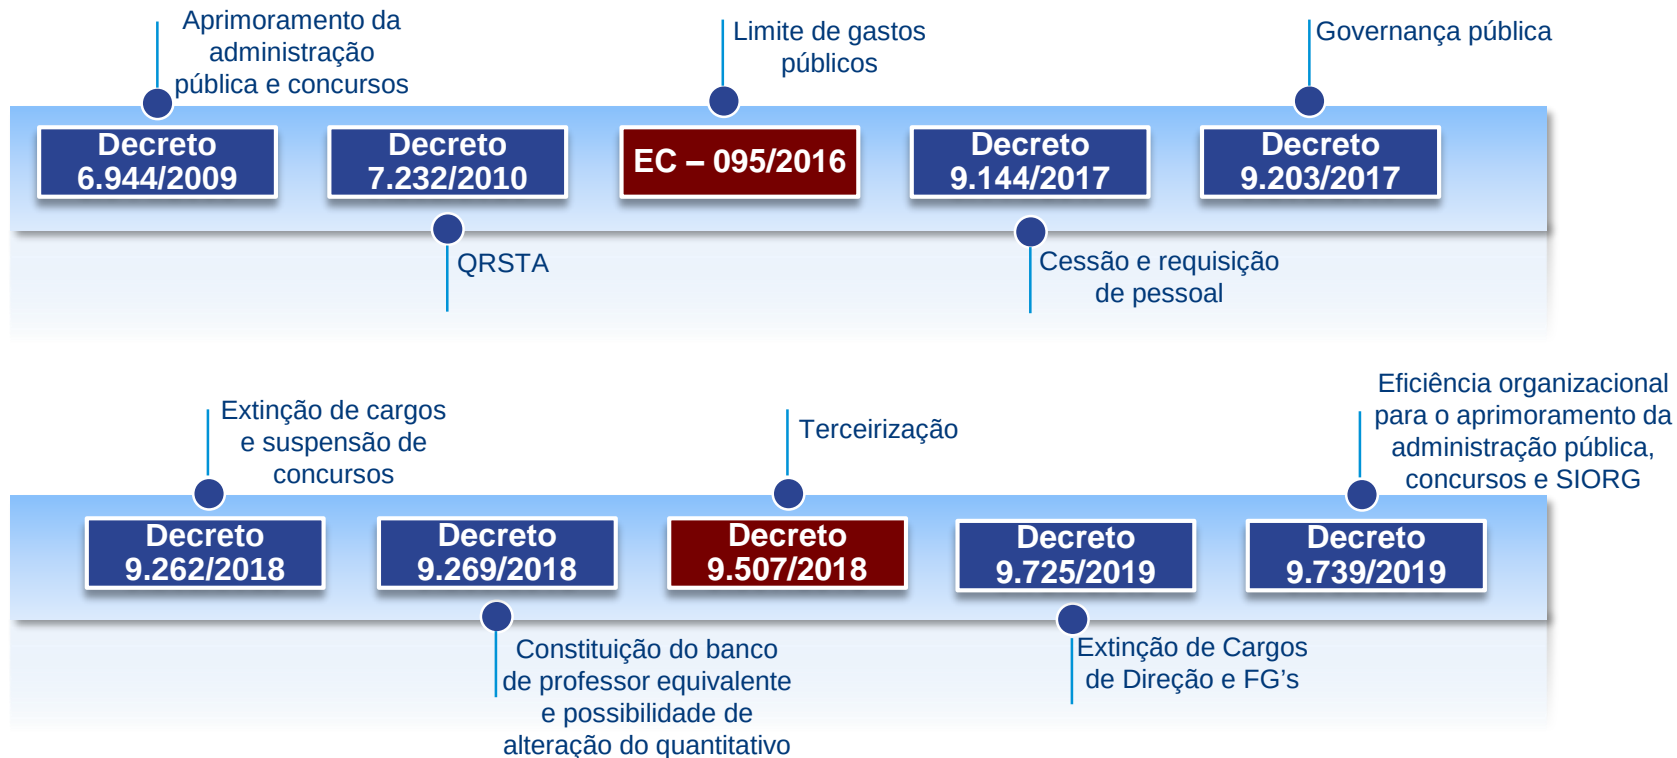 Aprimoramento da
administração
pública e concursos
Limite de gastos
públicos
Governança pública
Decreto
6.944/2009
Decreto
7.232/2010
EC – 095/2016
Decreto
9.144/2017
Decreto
9.203/2017
QRSTA
Cessão e requisição
de pessoal
Extinção de cargos
e suspensão de
concursos
Terceirização
Eficiência organizacional
para o aprimoramento da
administração pública,
concursos e SIORG
Decreto
9.262/2018
Decreto
9.269/2018
Decreto
9.507/2018
Decreto
9.725/2019
Decreto
9.739/2019
Constituição do banco
de professor equivalente
e possibilidade de
alteração do quantitativo
Extinção de Cargos
de Direção e FG’s